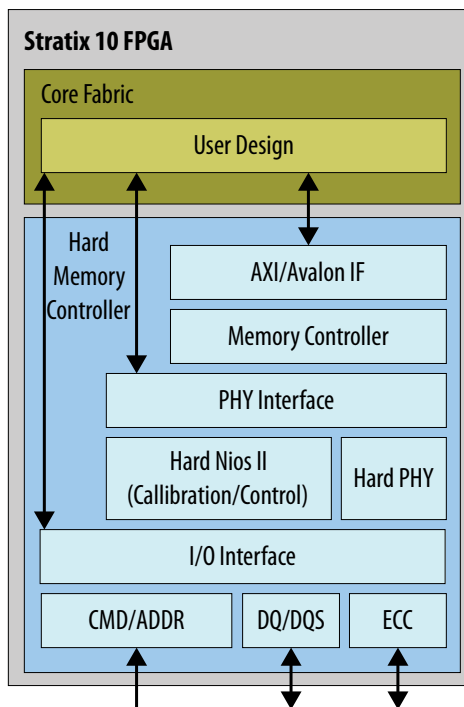 Stratix 10 FPGA
Core Fabric
User Design
Hard
Memory
Controller
AXI/Avalon IF
Memory Controller
PHY Interface
Hard Nios II
(Callibration/Control)
Hard PHY
I/O Interface
CMD/ADDR
DQ/DQS
ECC